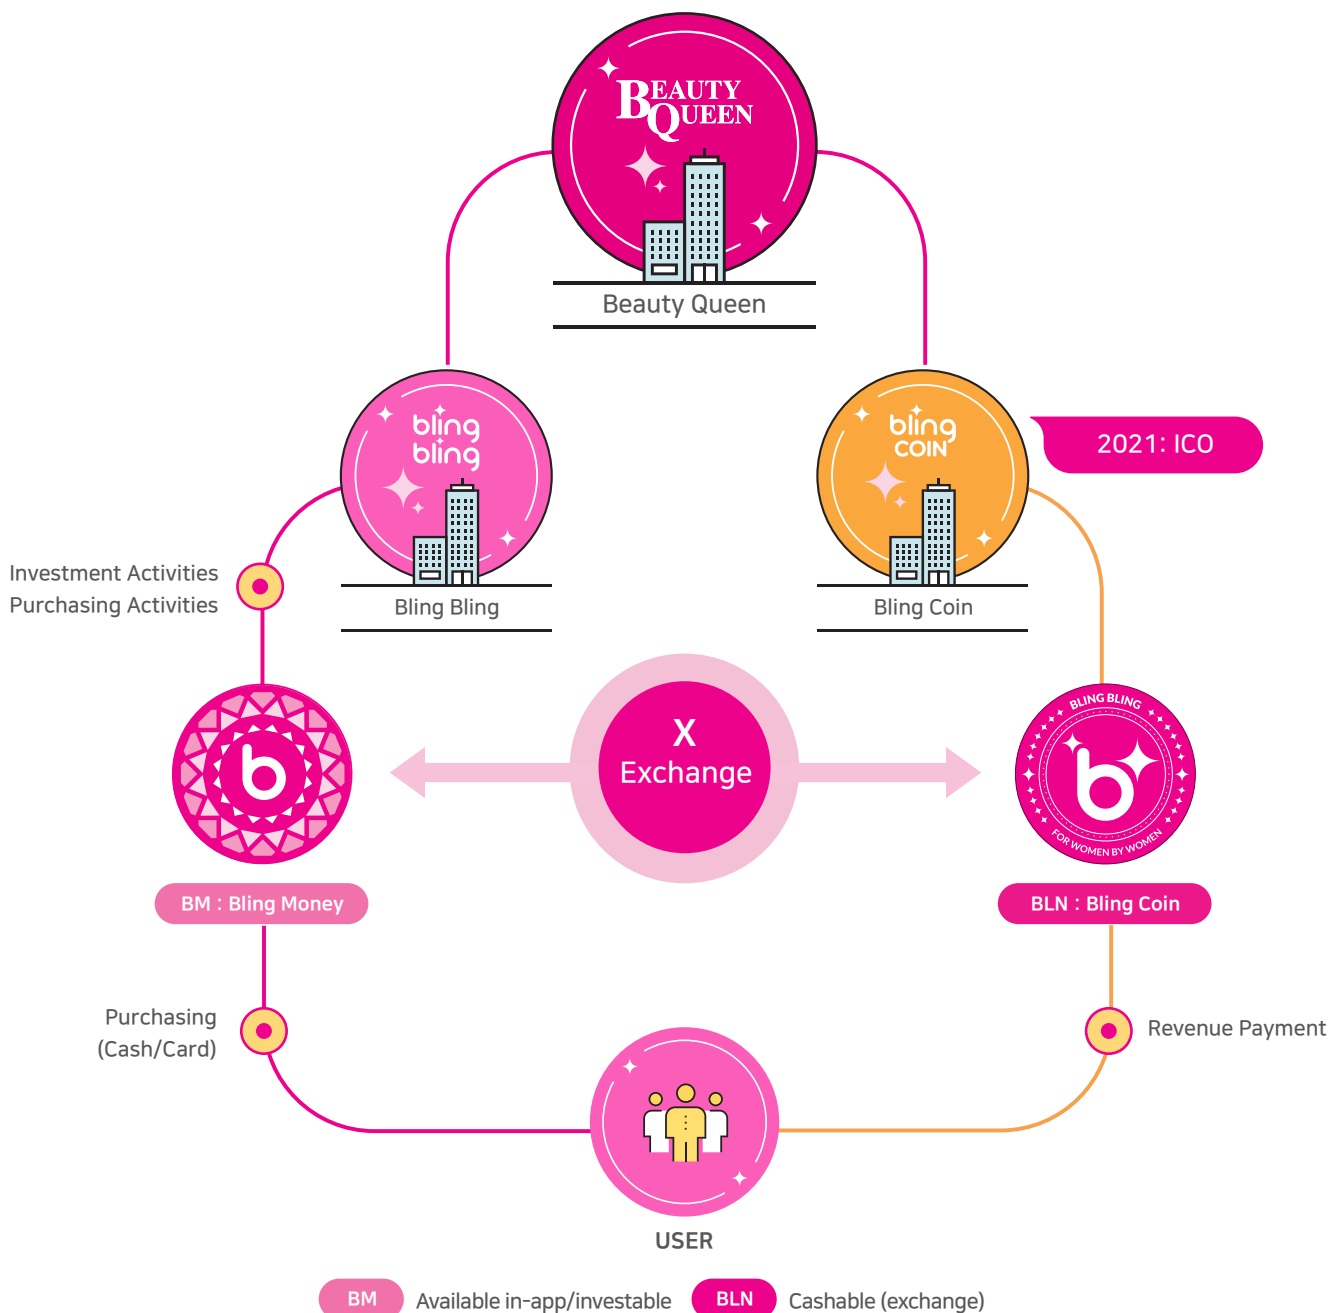 BEAUTY
QUEEN
Beauty Queen
bling
bling
bling
COIN
2021: ICO
Bling Bling
Bling Coin
Investment Activities
Purchasing Activities
X
Exchange
b
BLING BLING
b
FOR WOMEN BY WOMEN
BM : Bling Money
BLN : Bling Coin
Purchasing
(Cash/Card)
Revenue Payment
USER
BM Available in-app/investable BLN Cashable (exchange)